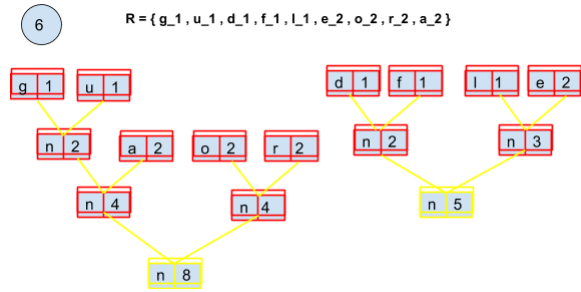 6
R = { g_1 , u_1 , d_1 , f_1 , l_1 , e_2 , o_2 , r_2 , a_2 }
g 1 u 1 d 1 f 1 l 1 e 2
n 2 a 2 o 2 r 2 n 2 n 3
n 4 n 4 n 5
n 8